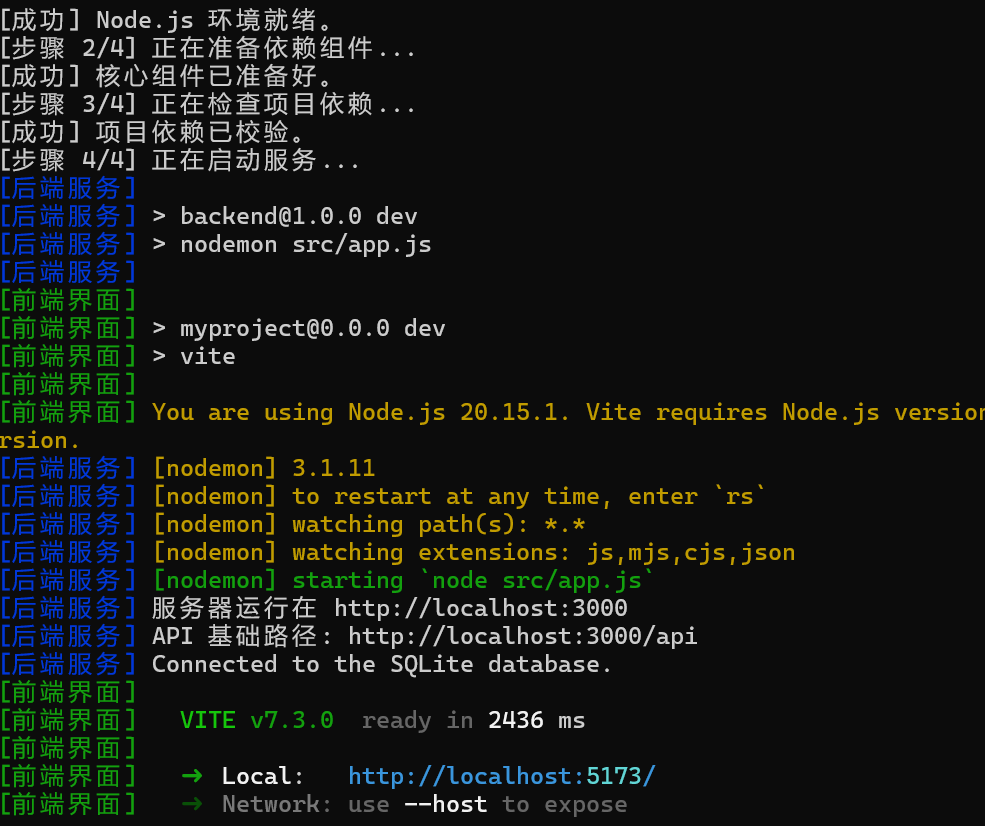 [成功] Node.js 环境就绪。
[步骤 2/4] 正在准备依赖组件...
[成功] 核心组件已准备好。
[步骤 3/4] 正在检查项目依赖...
[成功] 项目依赖已校验。
[步骤 4/4] 正在启动服务...
[后端服务]
[后端服务] > backend@1.0.0 dev
[后端服务] > nodemon src/app.js
[后端服务]
[前端界面]
[前端界面] > myproject@0.0.0 dev
[前端界面] > vite
[前端界面]
[前端界面] You are using Node.js 20.15.1. Vite requires Node.js version
rsion.
[后端服务] [nodemon] 3.1.11
[后端服务] [nodemon] to restart at any time, enter `rs`
[后端服务] [nodemon] watching path(s): *.*
[后端服务] [nodemon] watching extensions: js,mjs,cjs,json
[后端服务] [nodemon] starting `node src/app.js`
[后端服务] 服务器运行在 http://localhost:3000
[后端服务] API 基础路径: http://localhost:3000/api
[后端服务] Connected to the SQLite database.
[前端界面]
[前端界面]   VITE v7.3.0  ready in 2436 ms
[前端界面]
[前端界面]   ➜ Local:   http://localhost:5173/
[前端界面]   ➜ Network: use --host to expose